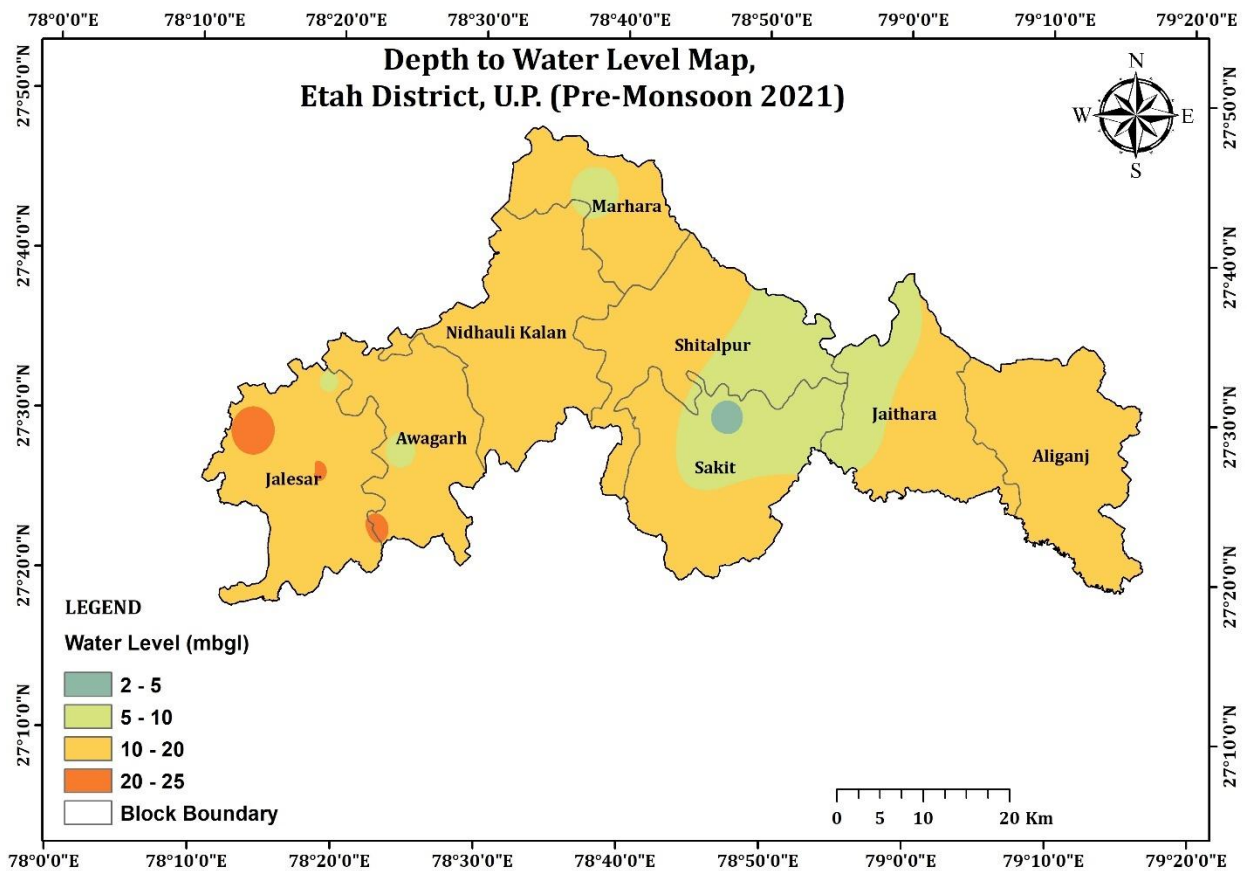 78°0'0"E 78°10'0"E 78°20'0"E 78°30'0"E 78°40'0"E 78°50'0"E 79°0'0"E 79°10'0"E 79°20'0"E
Depth to Water Level Map,
Etah District, U.P. (Pre-Monsoon 2021)
N
W E
S
27°50'0"N
27°40'0"N
27°30'0"N
27°20'0"N
27°10'0"N
27°50'0"N
27°40'0"N
27°30'0"N
27°20'0"N
27°10'0"N
Marhara
Nidhauli Kalan
Shitalpur
Jaithara
Awagarh
Aliganj
Sakit
Jalesar
LEGEND
Water Level (mbgl)
2 - 5
5 - 10
10 - 20
20 - 25
Block Boundary
0 5 10 20 Km
78°0'0"E 78°10'0"E 78°20'0"E 78°30'0"E 78°40'0"E 78°50'0"E 79°0'0"E 79°10'0"E 79°20'0"E